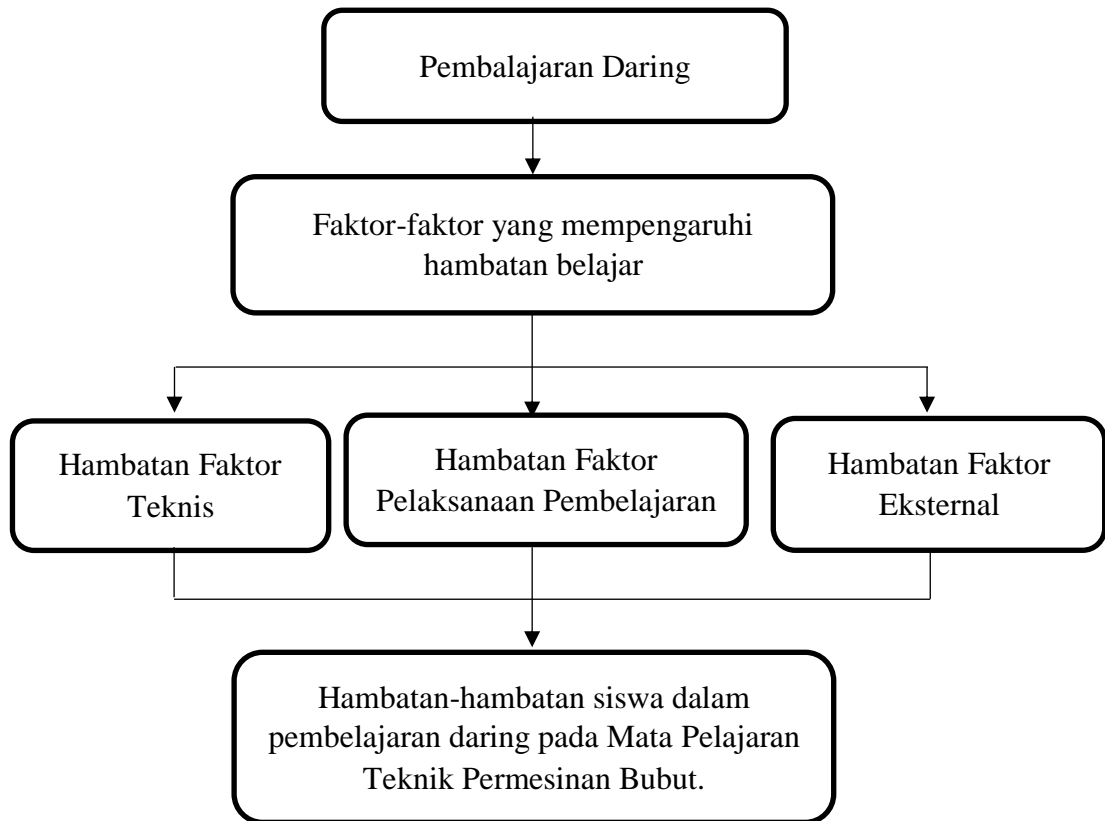 Pembalajaran Daring
Faktor-faktor yang mempengaruhi
hambatan belajar
Hambatan Faktor
Teknis
Hambatan Faktor
Pelaksanaan Pembelajaran
Hambatan Faktor
Eksternal
Hambatan-hambatan siswa dalam
pembelajaran daring pada Mata Pelajaran
Teknik Permesinan Bubut.